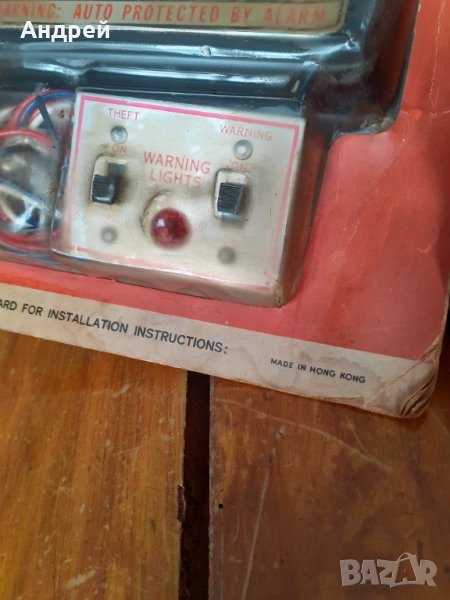 Андрей
WARNING: AUTO PROTECTED BY ALARM
THEFT
WARNING
ON
ON
WARNING
LIGHTS
FOR INSTALLATION INSTRUCTIONS:
MADE IN HONG KONG
BAZAR